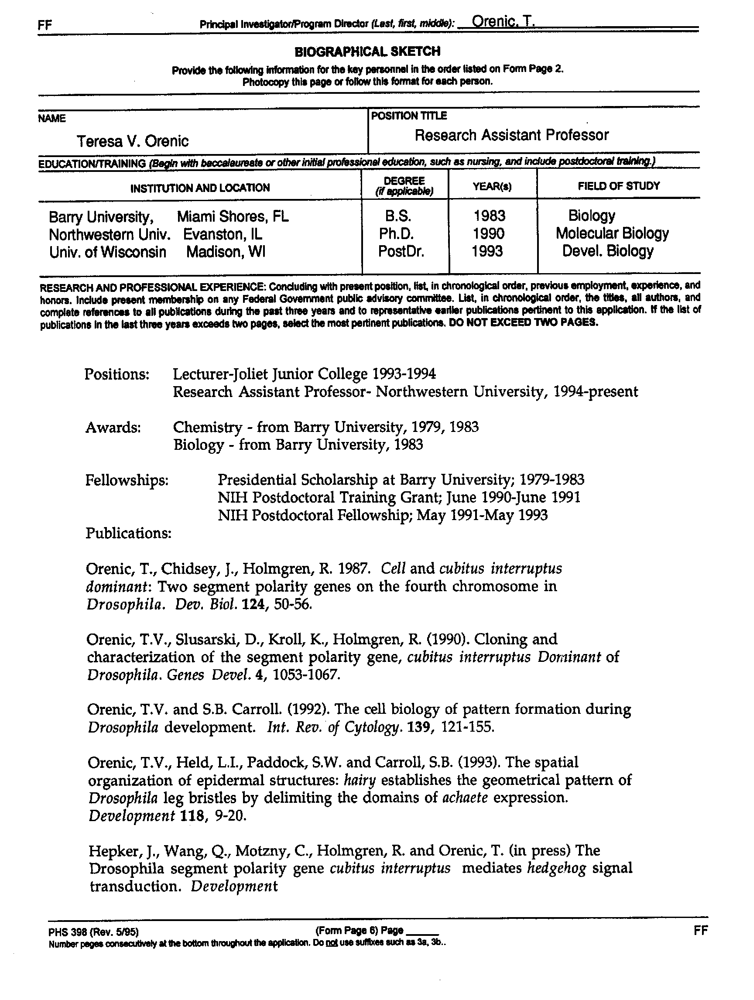 FF Principal Investigator/Program Director (Last, first, middle): Orenic, T.
BIOGRAPHICAL SKETCH
Provide the following information for the key personnel in the order listed on Form Page 2.
Photocopy this page or follow this format for each person.
NAME POSITION TITLE
Teresa V. Orenic Research Assistant Professor
EDUCATION/TRAINING (Begin with baccalaureate or other initial professional education, such as nursing, and include postdoctoral training.)
INSTITUTION AND LOCATION DEGREE (if applicable) YEAR(s) FIELD OF STUDY
Barry University, Miami Shores, FL B.S. 1983 Biology
Northwestern Univ. Evanston, IL Ph.D. 1990 Molecular Biology
Univ. of Wisconsin Madison, WI PostDr. 1993 Devel. Biology
RESEARCH AND PROFESSIONAL EXPERIENCE: Concluding with present position, list, in chronological order, previous employment, experience, and
honors. Include present membership on any Federal Government public advisory committee. List, in chronological order, the titles, all authors, and
complete references to all publications during the past three years and to representative earlier publications pertinent to this application. If the list of
publications in the last three years exceeds two pages, select the most pertinent publications. DO NOT EXCEED TWO PAGES.
Positions: Lecturer-Joliet Junior College 1993-1994
Research Assistant Professor- Northwestern University, 1994-present
Awards: Chemistry - from Barry University, 1979, 1983
Biology - from Barry University, 1983
Fellowships: Presidential Scholarship at Barry University; 1979-1983
NIH Postdoctoral Training Grant; June 1990-June 1991
NIH Postdoctoral Fellowship; May 1991-May 1993
Publications:
Orenic, T., Chidsey, J., Holmgren, R. 1987. Cell and cubitus interruptus
dominant: Two segment polarity genes on the fourth chromosome in
Drosophila. Dev. Biol. 124, 50-56.
Orenic, T.V., Slusarski, D., Kroll, K., Holmgren, R. (1990). Cloning and
characterization of the segment polarity gene, cubitus interruptus Dominant of
Drosophila. Genes Devel. 4, 1053-1067.
Orenic, T.V. and S.B. Carroll. (1992). The cell biology of pattern formation during
Drosophila development. Int. Rev. of Cytology. 139, 121-155.
Orenic, T.V., Held, L.I., Paddock, S.W. and Carroll, S.B. (1993). The spatial
organization of epidermal structures: hairy establishes the geometrical pattern of
Drosophila leg bristles by delimiting the domains of achaete expression.
Development 118, 9-20.
Hepker, J., Wang, Q., Motzny, C., Holmgren, R. and Orenic, T. (in press) The
Drosophila segment polarity gene cubitus interruptus mediates hedgehog signal
transduction. Development
PHS 398 (Rev. 5/95) (Form Page 6) Page ______ FF
Number pages consecutively at the bottom throughout the application. Do not use suffixes such as 3a, 3b..